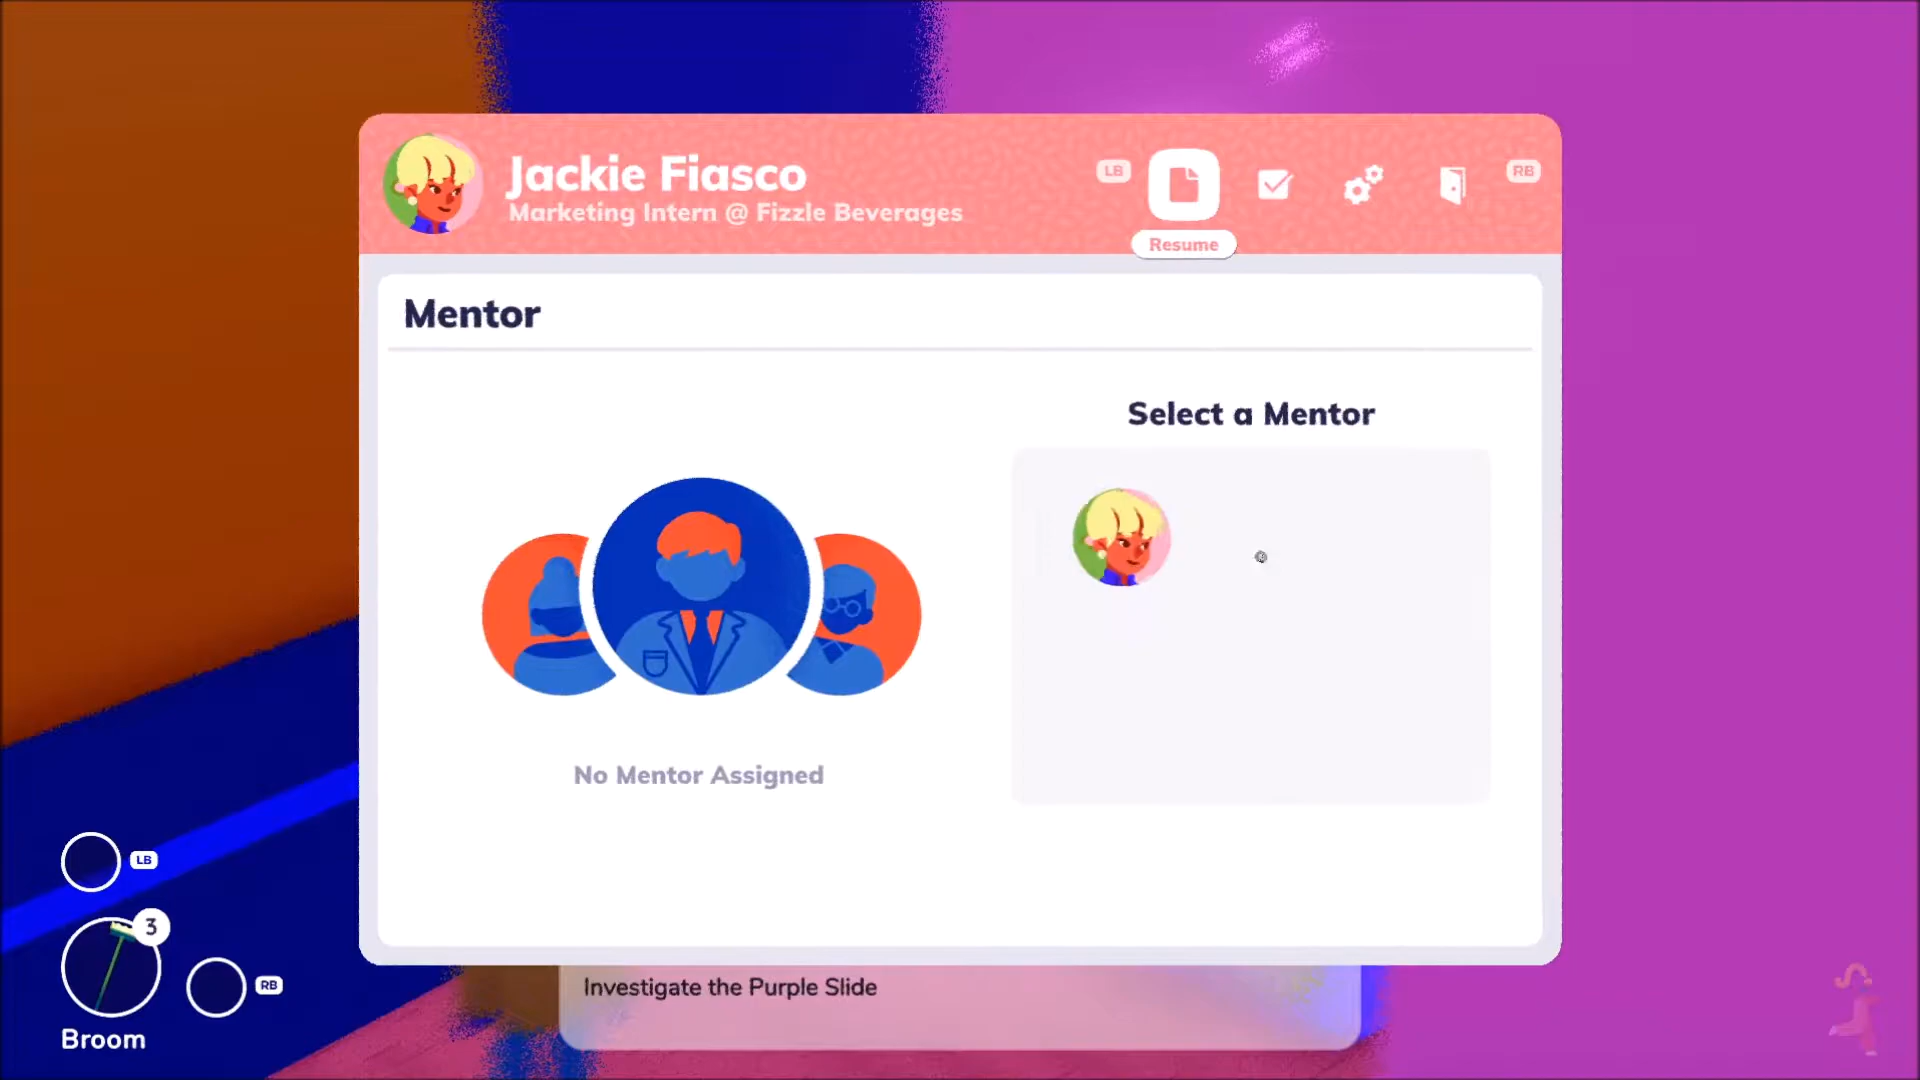 Jackie Fiasco
Marketing Intern @ Fizzle Beverages
LB
RB
Resume
Mentor
Select a Mentor
No Mentor Assigned
LB
3
RB
Broom
Investigate the Purple Slide